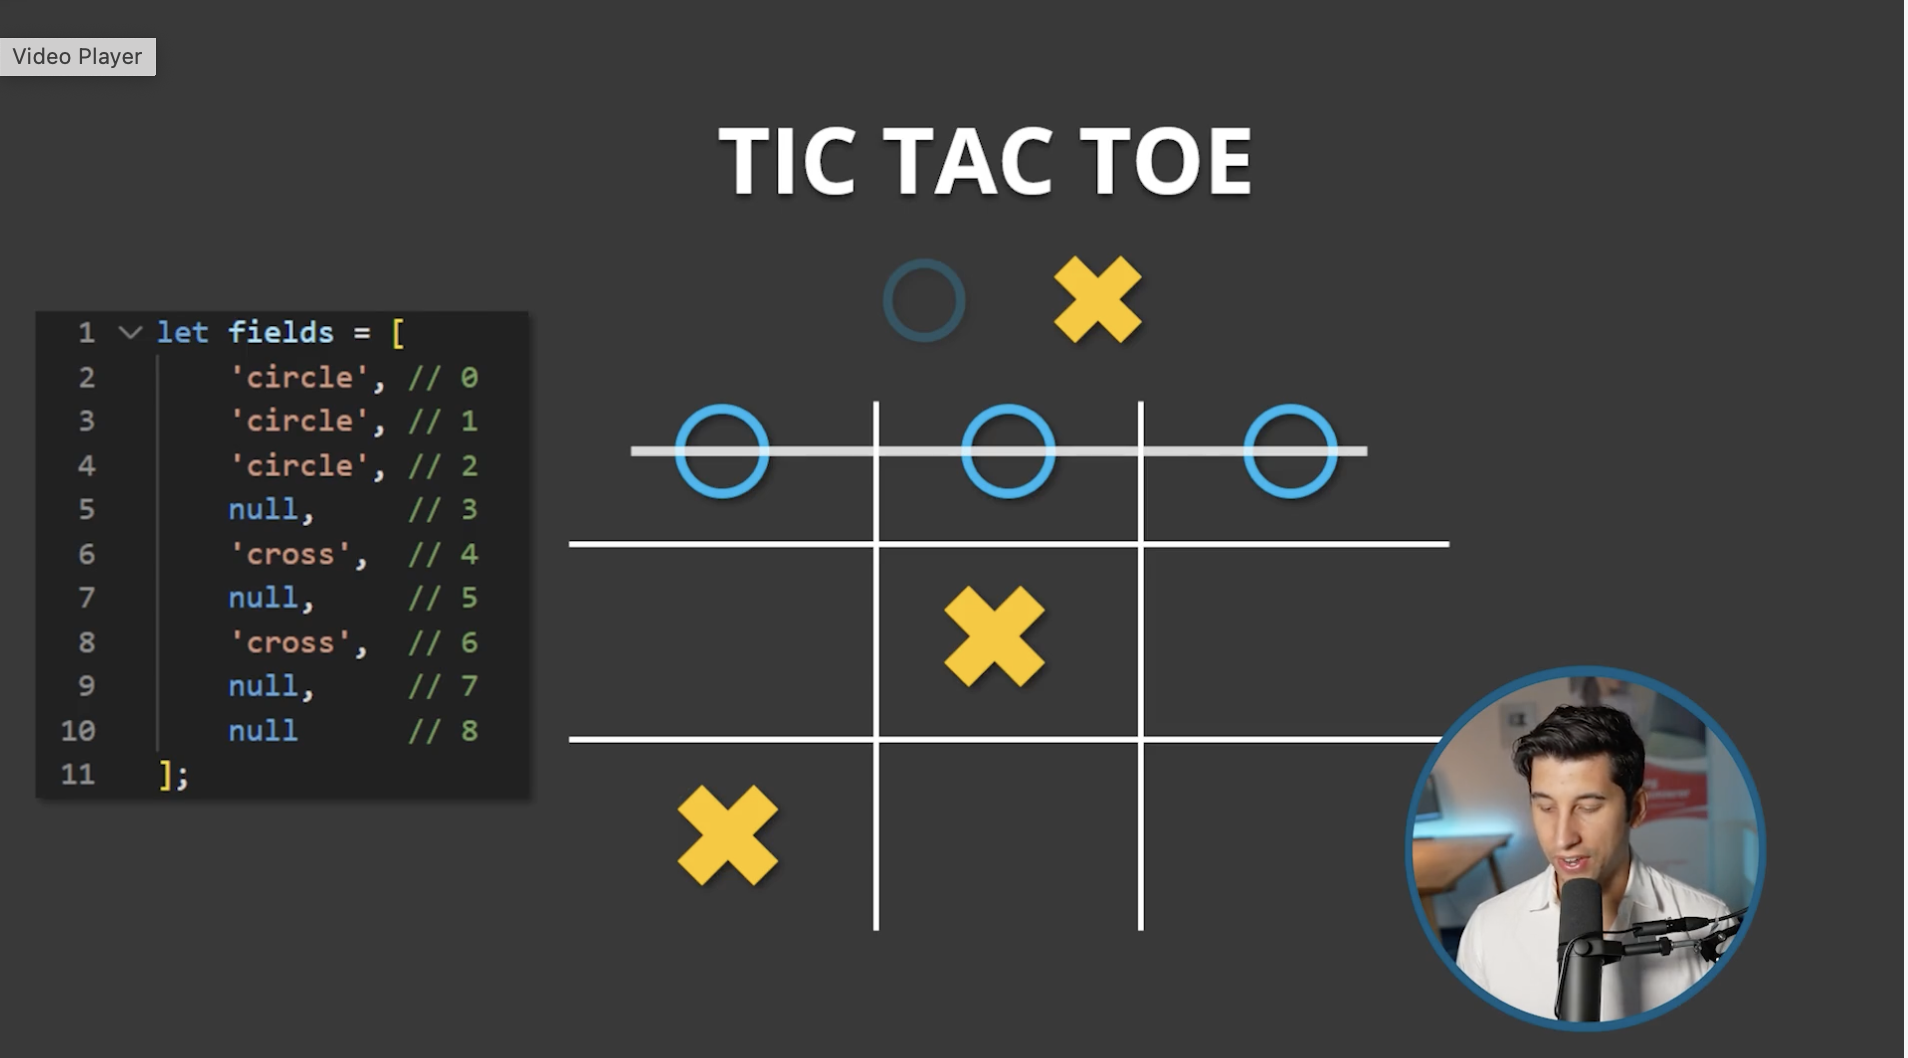 Video Player
TIC TAC TOE
1 let fields = [
2 'circle', // 0
3 'circle', // 1
4 'circle', // 2
5 null, // 3
6 'cross', // 4
7 null, // 5
8 'cross', // 6
9 null, // 7
10 null // 8
11 ];